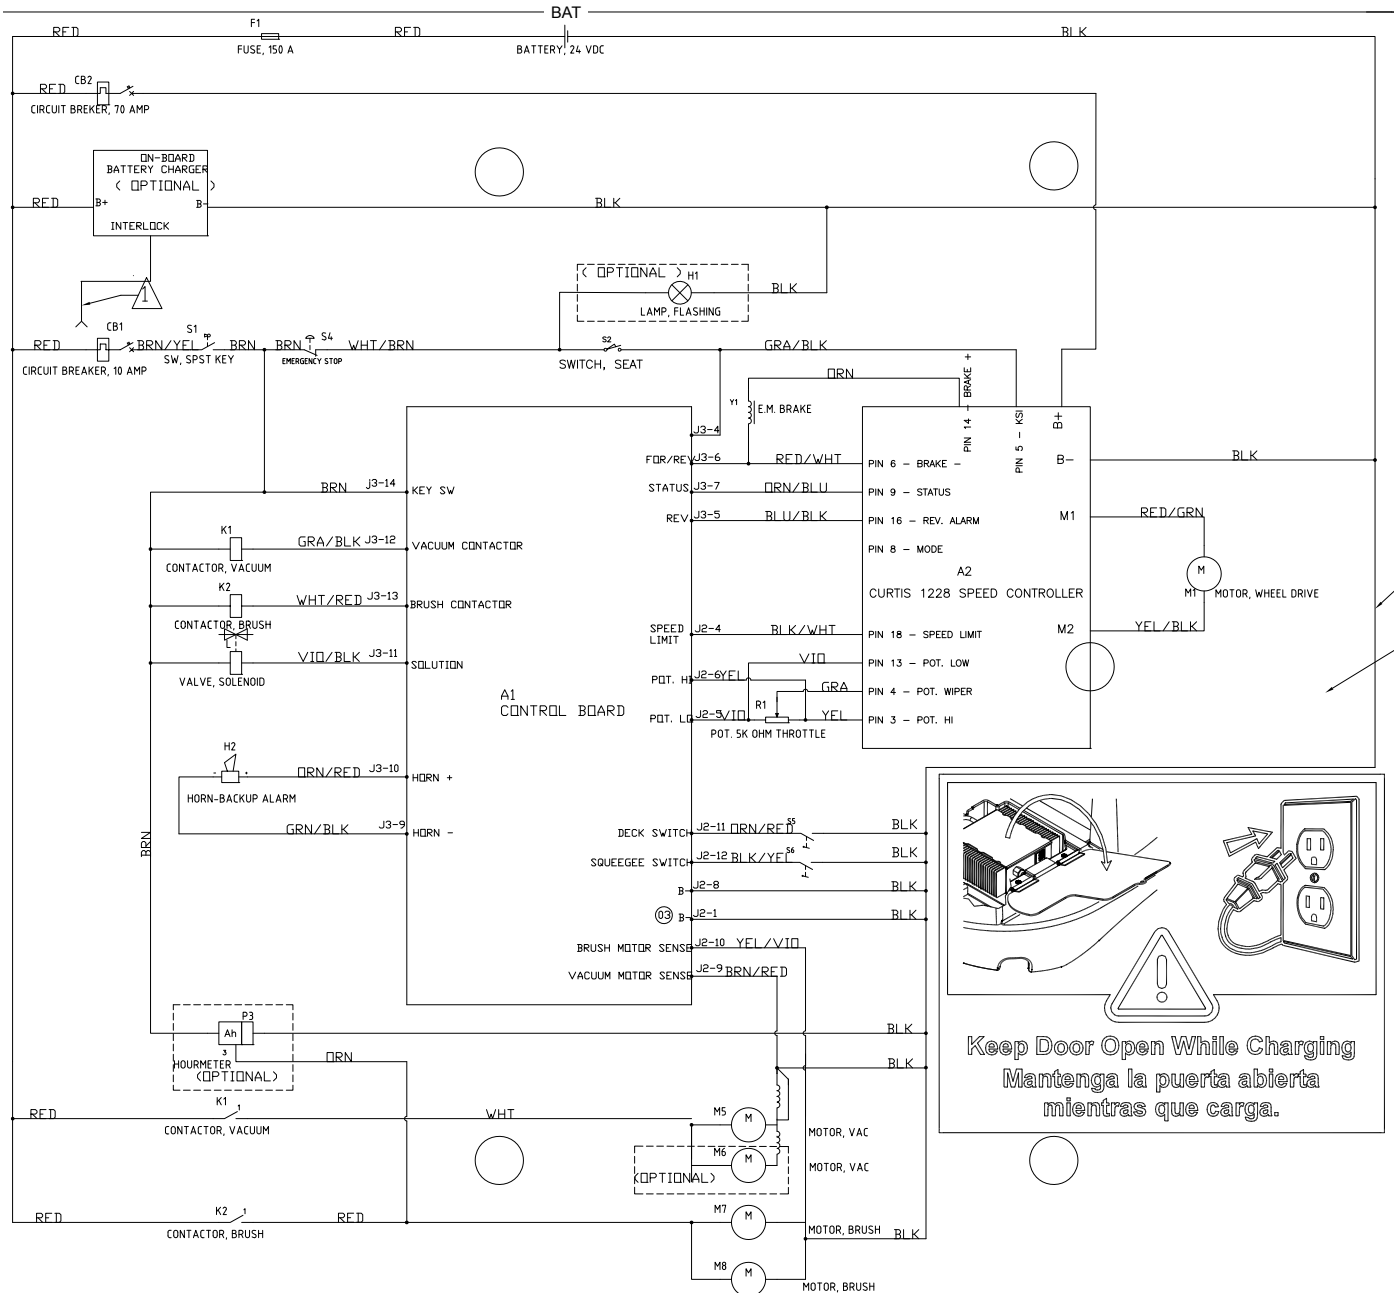 BAT
RED
F1
FUSE, 150 A
RED
BATTERY, 24 VDC
BLK
RED
CB2
CIRCUIT BREKER, 70 AMP
ON-BOARD
BATTERY CHARGER
( OPTIONAL )
RED
B+
B-
INTERLOCK
BLK
1
( OPTIONAL )
H1
LAMP, FLASHING
BLK
RED
CB1
CIRCUIT BREAKER, 10 AMP
BRN/YEL
S1
SW, SPST KEY
BRN
BRN
S4
EMERGENCY STOP
WHT/BRN
S2
SWITCH, SEAT
GRA/BLK
ORN
Y1
E.M. BRAKE
PIN 14 - BRAKE +
PIN 5 - KSI
B+
J3-4
FOR/REV
J3-6
RED/WHT
PIN 6 - BRAKE -
B-
BLK
BRN
J3-14
KEY SW
STATUS
J3-7
ORN/BLU
PIN 9 - STATUS
REV
J3-5
BLU/BLK
PIN 16 - REV. ALARM
M1
RED/GRN
K1
CONTACTOR, VACUUM
GRA/BLK
J3-12
VACUUM CONTACTOR
PIN 8 - MODE
A2
CURTIS 1228 SPEED CONTROLLER
M
M1
MOTOR, WHEEL DRIVE
K2
CONTACTOR, BRUSH
WHT/RED
J3-13
BRUSH CONTACTOR
SPEED
LIMIT
J2-4
BLK/WHT
PIN 18 - SPEED LIMIT
M2
YEL/BLK
L
VALVE, SOLENOID
VIO/BLK
J3-11
SOLUTION
VIO
PIN 13 - POT. LOW
POT. HI
J2-6
YEL
GRA
PIN 4 - POT. WIPER
A1
CONTROL BOARD
POT. LO
J2-5
VIO
R1
YEL
PIN 3 - POT. HI
POT. 5K OHM THROTTLE
H2
-
+
HORN-BACKUP ALARM
ORN/RED
J3-10
HORN +
GRN/BLK
J3-9
HORN -
BRN
DECK SWITCH
J2-11
ORN/RED
S5
BLK
SQUEEGEE SWITCH
J2-12
BLK/YEL
S6
BLK
B-
J2-8
BLK
03
B-
J2-1
BLK
BRUSH MOTOR SENSE
J2-10
YEL/VIO
VACUUM MOTOR SENSE
J2-9
BRN/RED
Ah
P3
3
HOURMETER
(OPTIONAL)
ORN
BLK
BLK
Keep Door Open While Charging
Mantenga la puerta abierta
mientras que carga.
RED
K1
1
CONTACTOR, VACUUM
WHT
M5
M
MOTOR, VAC
M6
M
MOTOR, VAC
(OPTIONAL)
RED
K2
1
CONTACTOR, BRUSH
RED
M7
M
MOTOR, BRUSH
BLK
M8
M
MOTOR, BRUSH